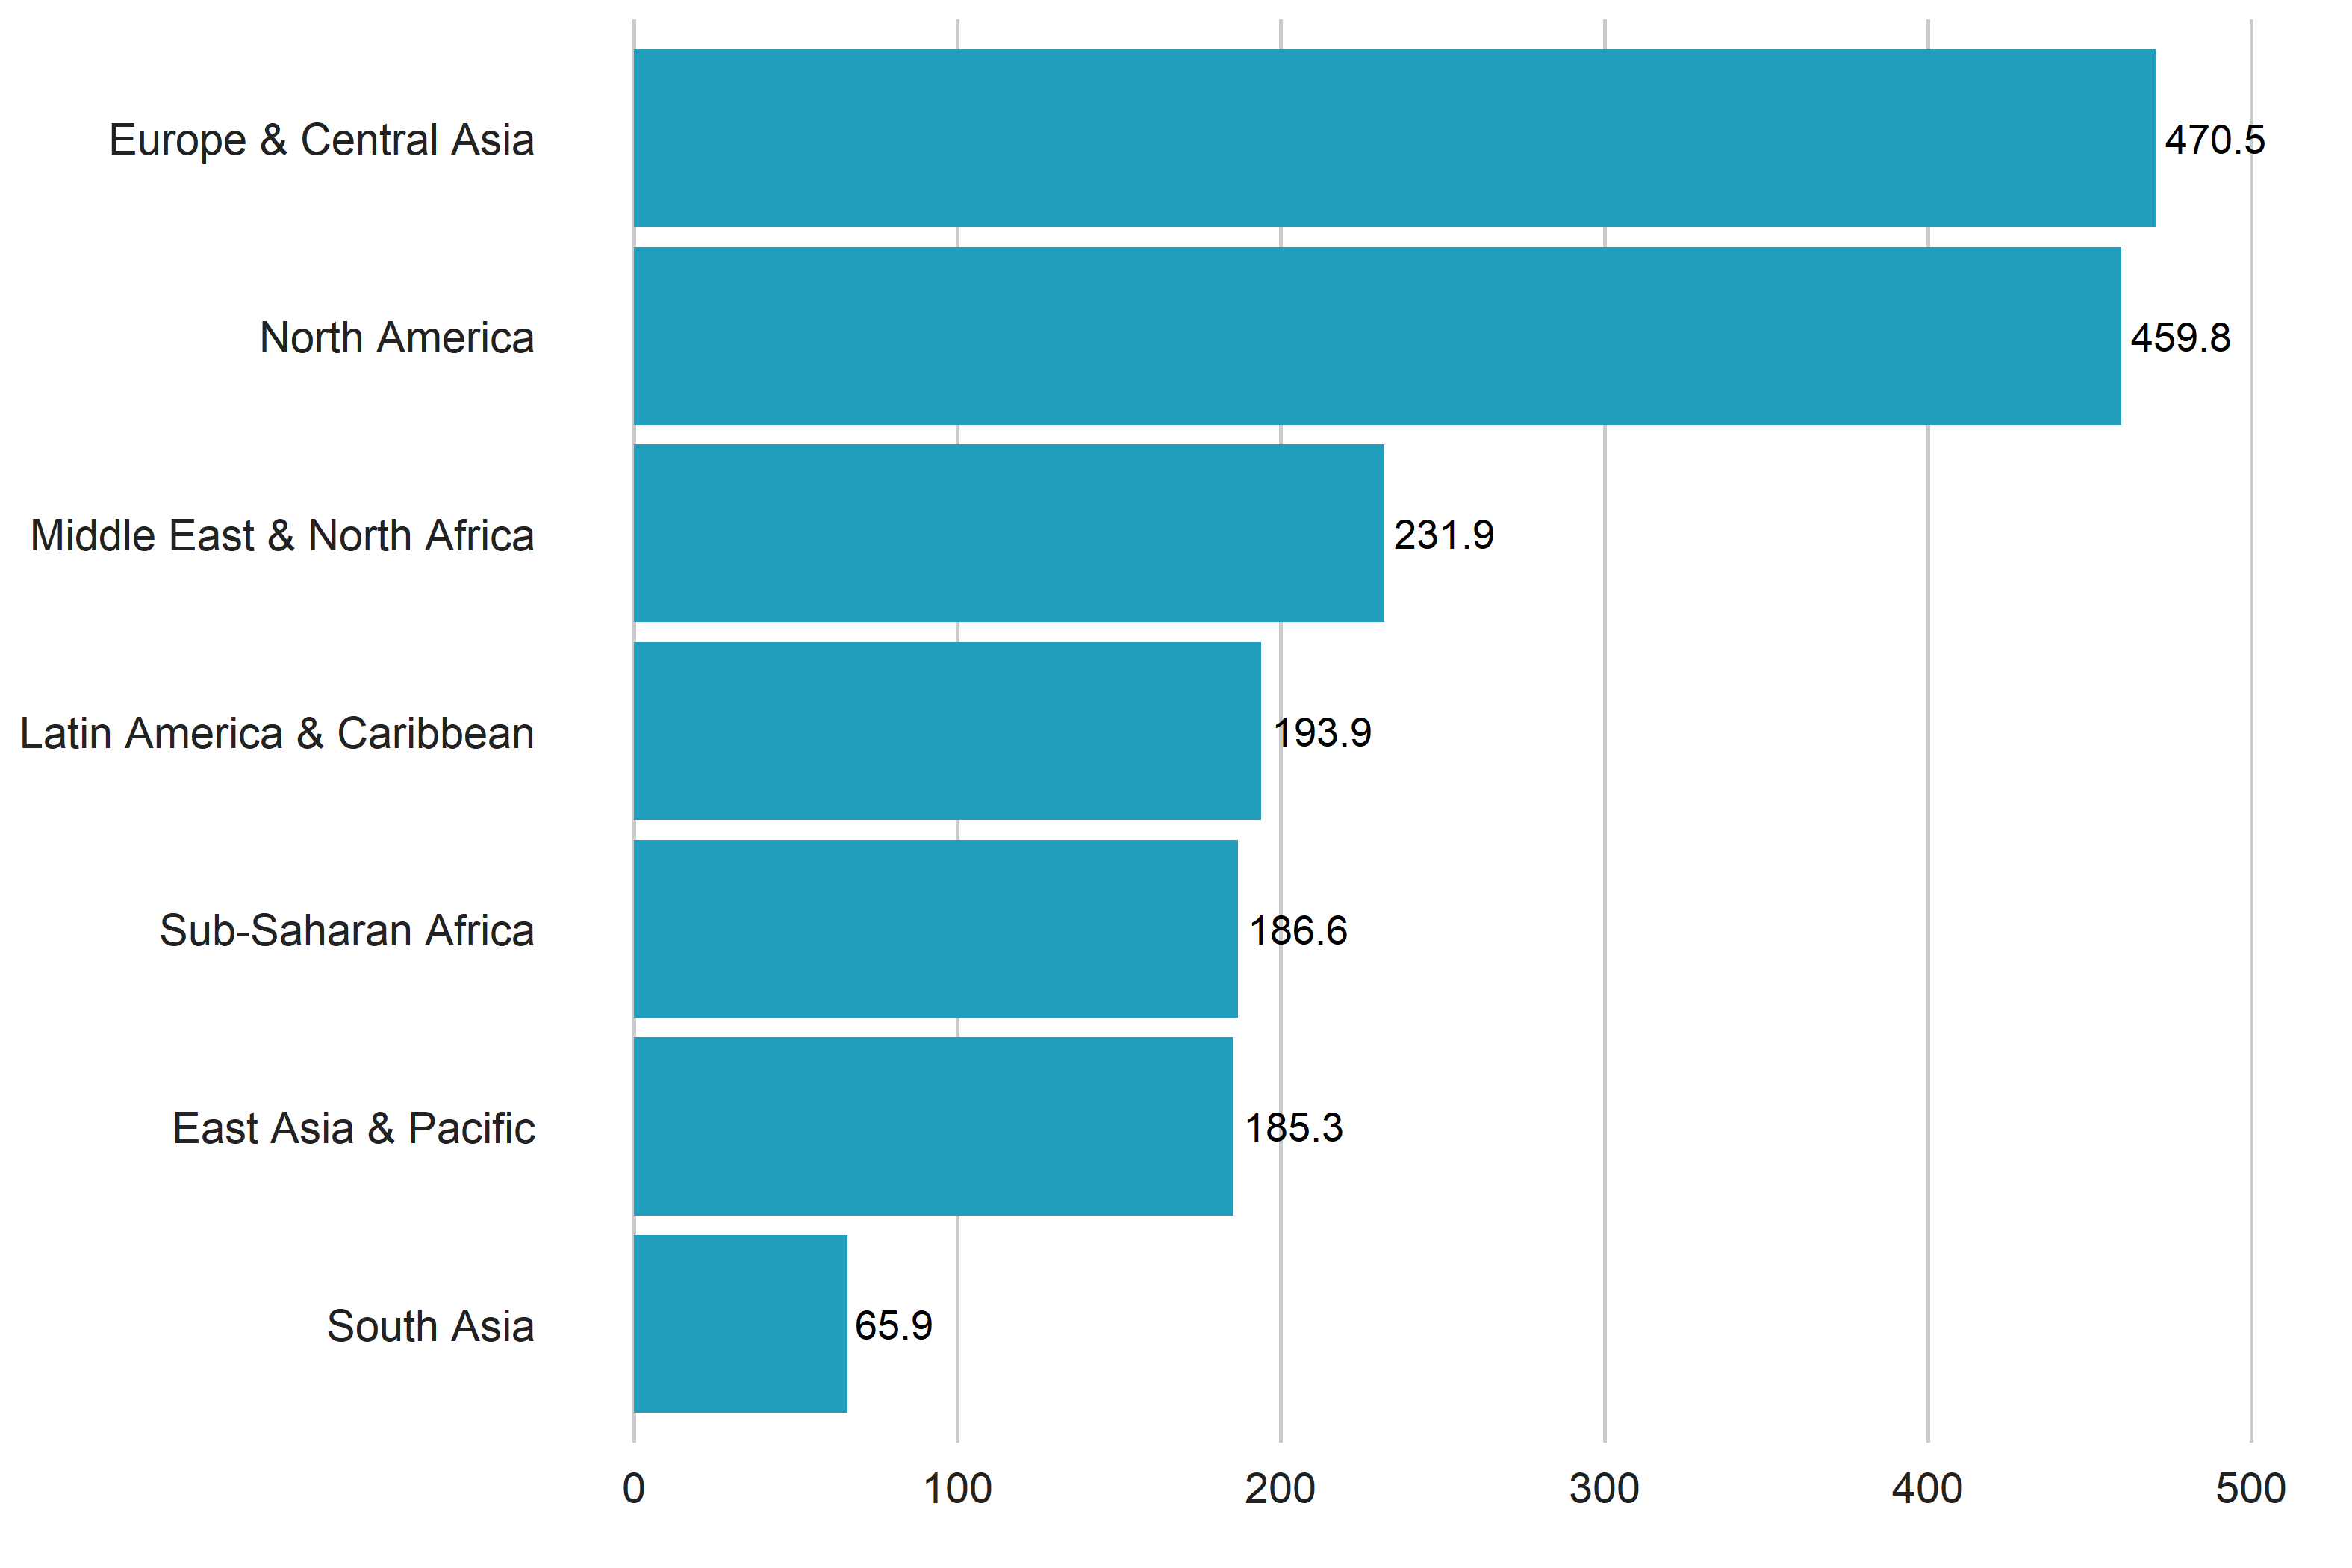 Europe & Central Asia 470.5
North America 459.8
Middle East & North Africa 231.9
Latin America & Caribbean 193.9
Sub-Saharan Africa 186.6
East Asia & Pacific 185.3
South Asia 65.9
0 100 200 300 400 500